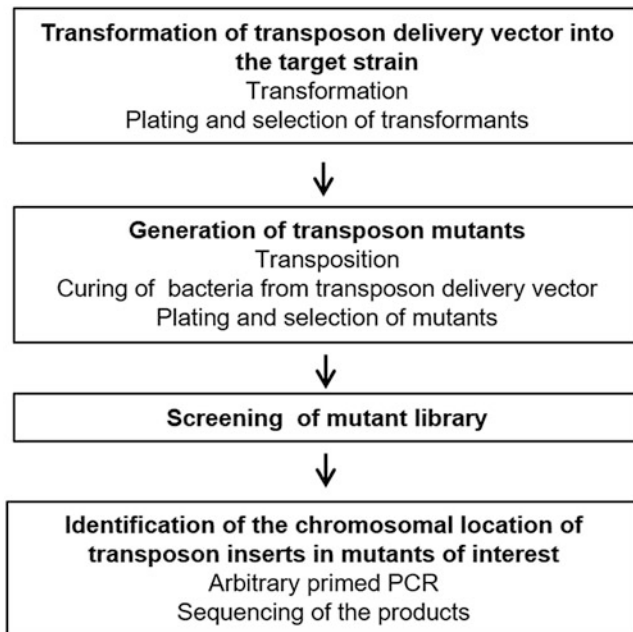 Transformation of transposon delivery vector into
the target strain
Transformation
Plating and selection of transformants
Generation of transposon mutants
Transposition
Curing of bacteria from transposon delivery vector
Plating and selection of mutants
Screening of mutant library
Identification of the chromosomal location of
transposon inserts in mutants of interest
Arbitrary primed PCR
Sequencing of the products